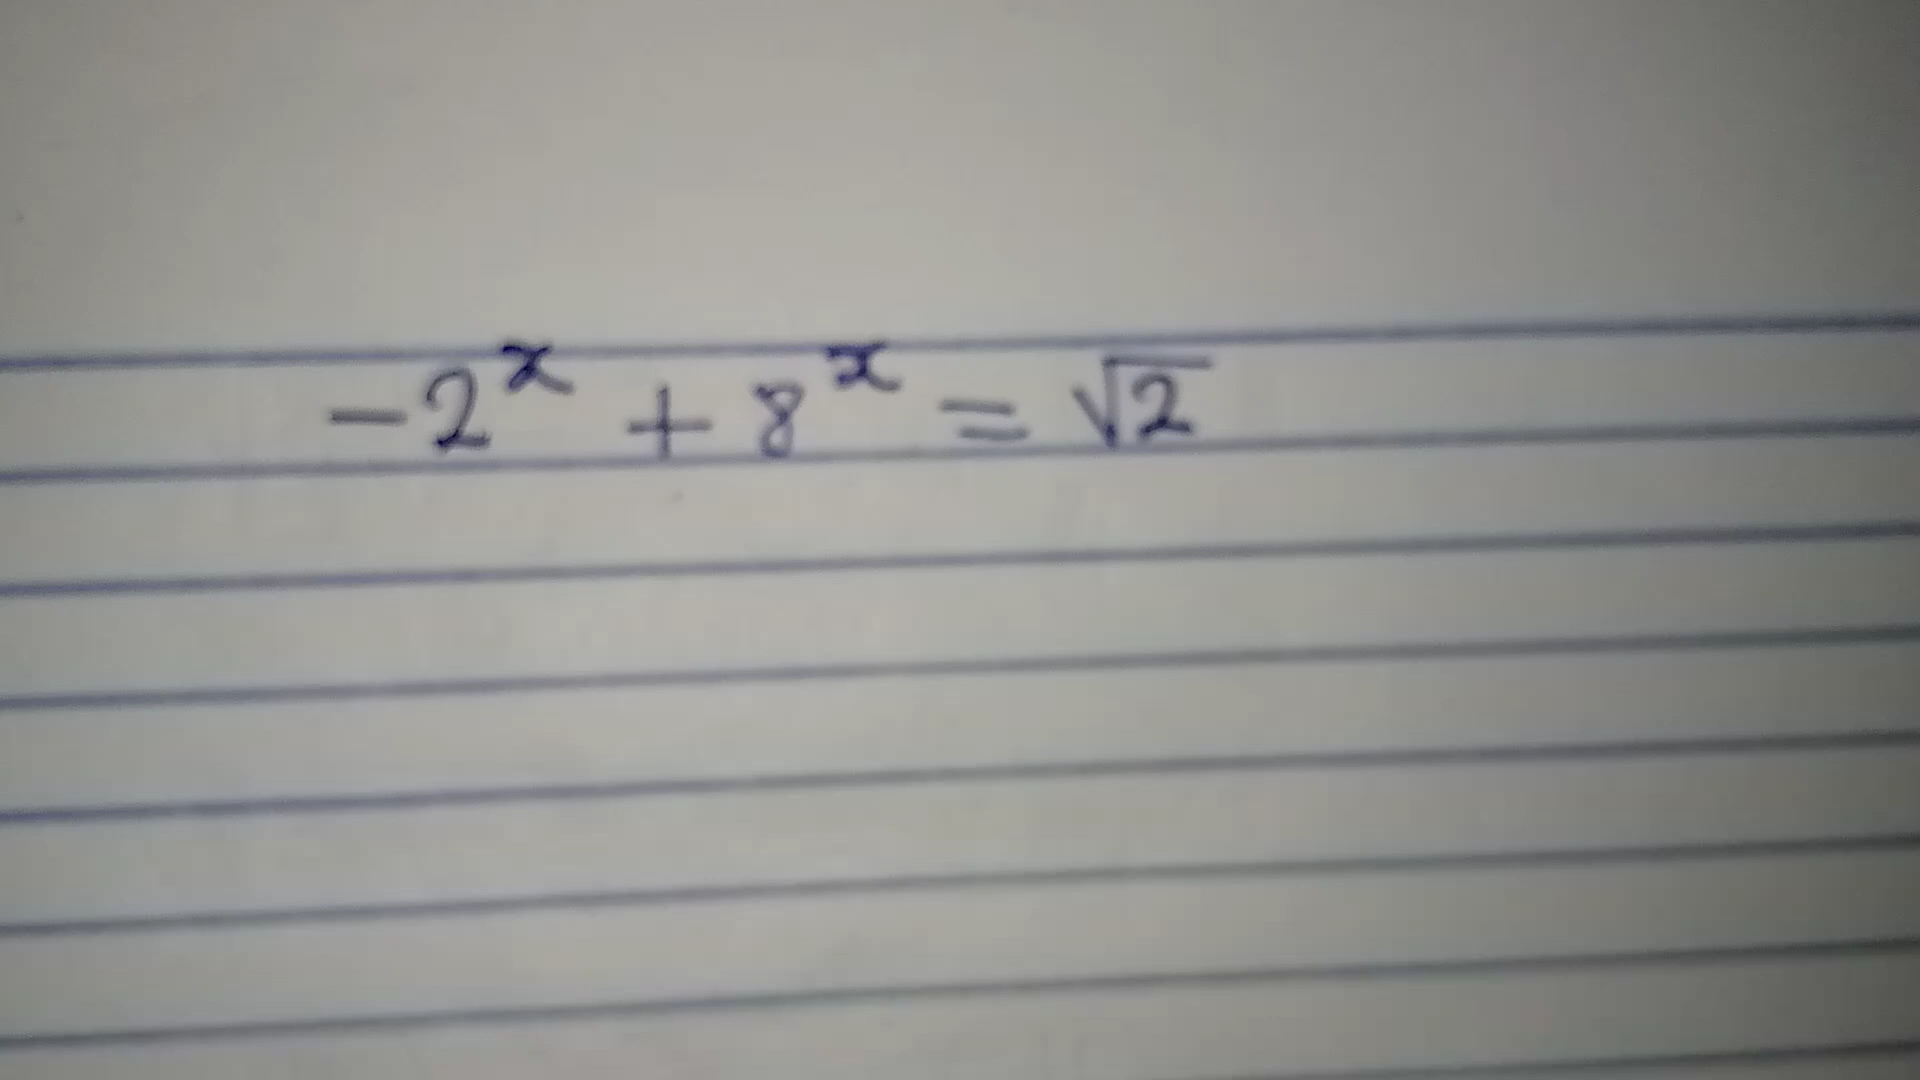 -2^x + 8^x = √2